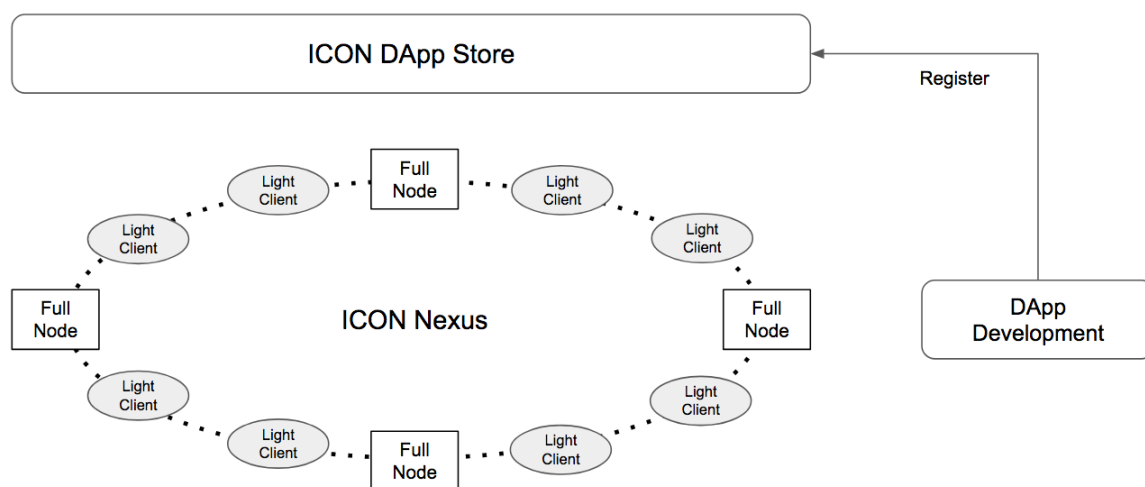 ICON DApp Store
Register
Full
Node
Light
Client
Light
Client
Light
Client
Light
Client
Full
Node
ICON Nexus
Full
Node
DApp
Development
Light
Client
Light
Client
Light
Client
Light
Client
Full
Node